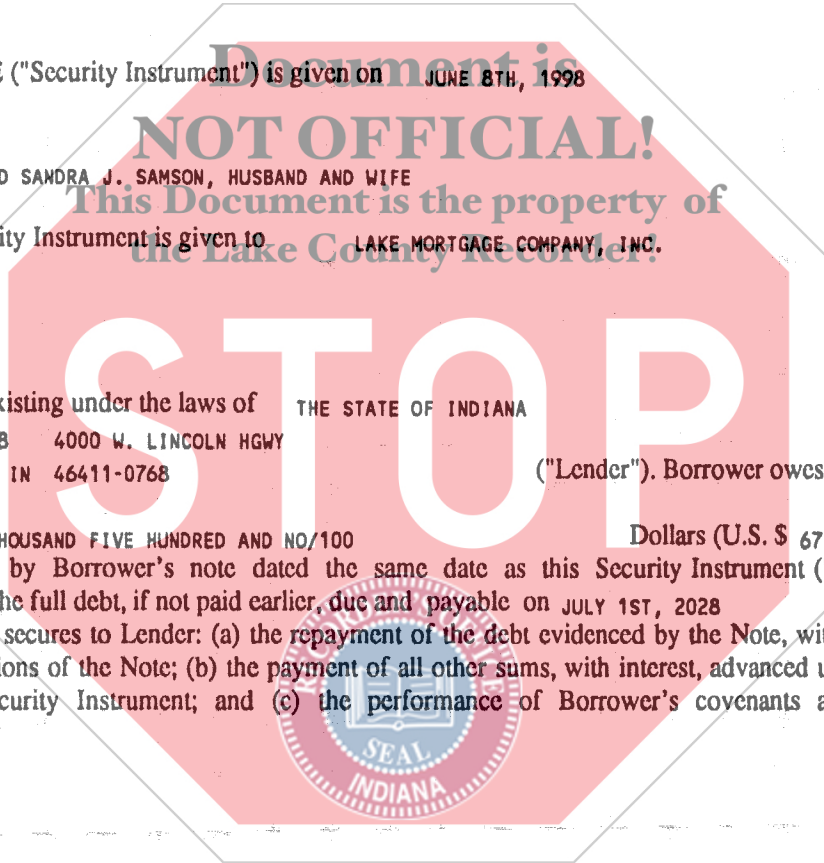 Document is
E ("Security Instrument") is given on JUNE 8TH, 1998
NOT OFFICIAL!
D SANDRA J. SAMSON, HUSBAND AND WIFE
This Document is the property of
ity Instrument is given to LAKE MORTGAGE COMPANY, INC.
the Lake County Recorder!
STOP
xisting under the laws of THE STATE OF INDIANA
8 4000 W. LINCOLN HGWY
IN 46411-0768 ("Lender"). Borrower owes
HOUSAND FIVE HUNDRED AND NO/100 Dollars (U.S. $ 67
by Borrower's note dated the same date as this Security Instrument (
he full debt, if not paid earlier, due and payable on JULY 1ST, 2028
secures to Lender: (a) the repayment of the debt evidenced by the Note, wit
ions of the Note; (b) the payment of all other sums, with interest, advanced u
curity Instrument; and (c) the performance of Borrower's covenants a
SEAL
INDIANA